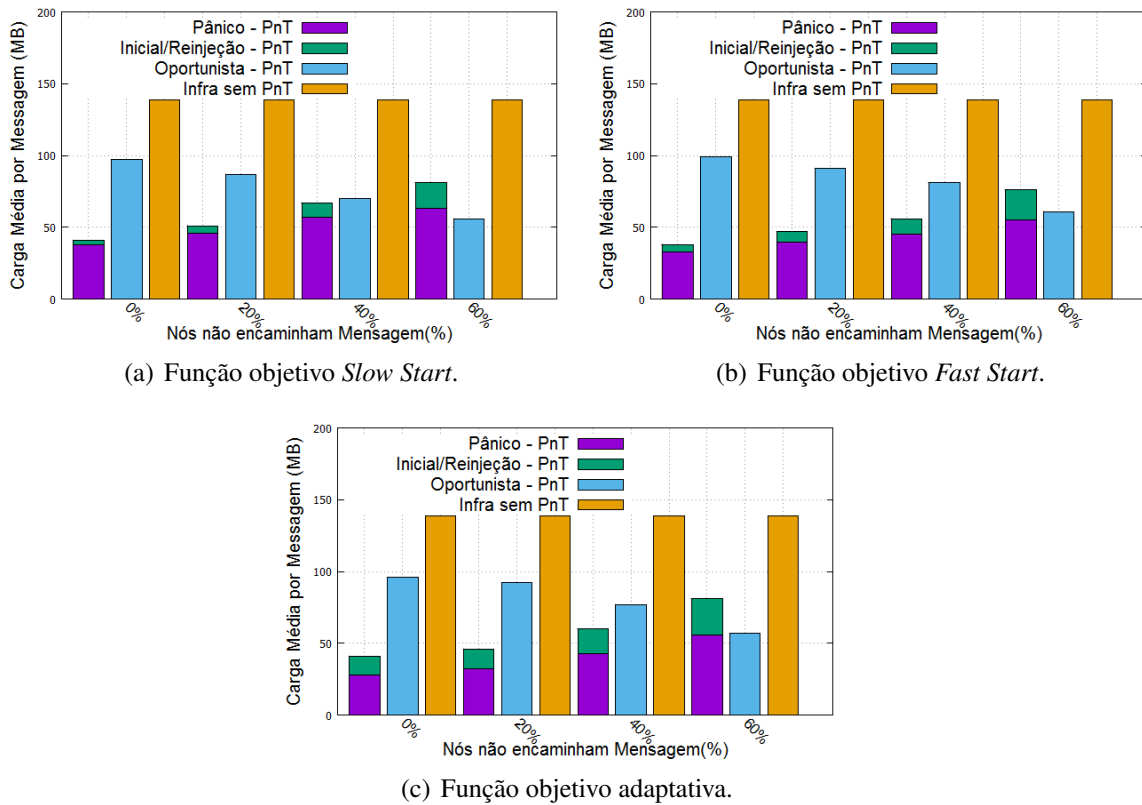 200
150
100
50
0
Carga Média por Messagem (MB)
Pânico - PnT
Inicial/Reinjeção - PnT
Oportunista - PnT
Infra sem PnT
0%
20%
40%
60%
Nós não encaminham Mensagem(%)
(a) Função objetivo Slow Start.
200
150
100
50
0
Carga Média por Messagem (MB)
Pânico - PnT
Inicial/Reinjeção - PnT
Oportunista - PnT
Infra sem PnT
0%
20%
40%
60%
Nós não encaminham Mensagem(%)
(b) Função objetivo Fast Start.
200
150
100
50
0
Carga Média por Messagem (MB)
Pânico - PnT
Inicial/Reinjeção - PnT
Oportunista - PnT
Infra sem PnT
0%
20%
40%
60%
Nós não encaminham Mensagem(%)
(c) Função objetivo adaptativa.